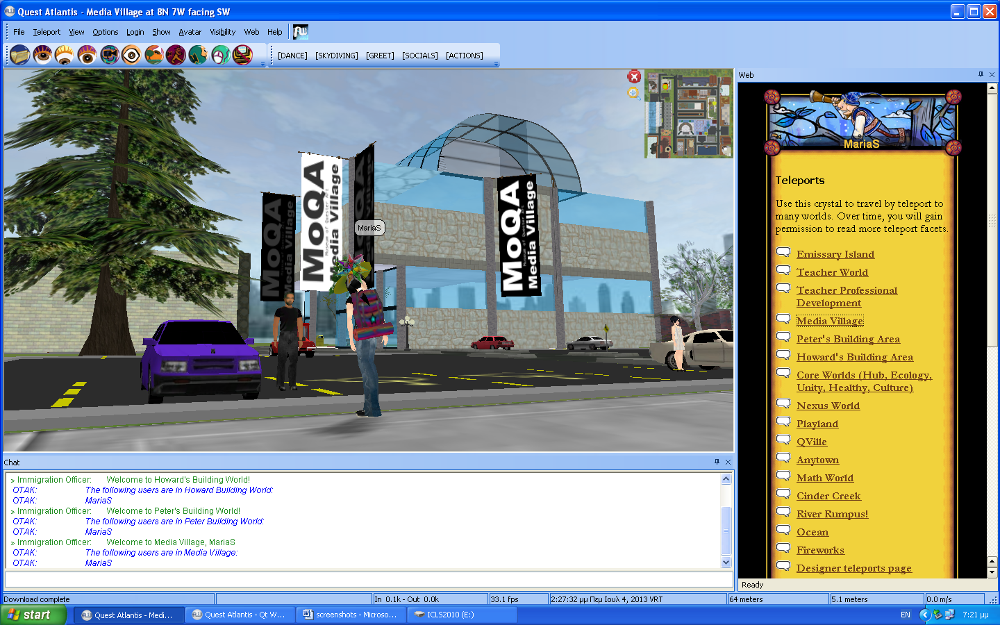 Quest Atlantis - Media Village at 8N 7W facing SW
File Teleport View Options Login Show Avatar Visibility Web Help
[DANCE] [SKYDIVING] [GREET] [SOCIALS] [ACTIONS]
MoQA
Media Village
MoQA
Museum of Quester Art
Media Village
MariaS
MoQA
Museum of Quester Art
Media Village
Web
MariaS
Teleports
Use this crystal to travel by teleport to
many worlds. Over time, you will gain
permission to read more teleport facets.
Emissary Island
Teacher World
Teacher Professional
Development
Media Village
Peter's Building Area
Howard's Building Area
Core Worlds (Hub, Ecology,
Unity, Healthy, Culture)
Nexus World
Playland
QVille
Anytown
Math World
Cinder Creek
River Rumpus!
Ocean
Fireworks
Designer teleports page
Ready
Chat
» Immigration Officer: Welcome to Howard's Building World!
OTAK: The following users are in Howard Building World:
OTAK: MariaS
» Immigration Officer: Welcome to Peter's Building World!
OTAK: The following users are in Peter Building World:
OTAK: MariaS
» Immigration Officer: Welcome to Media Village, MariaS
OTAK: The following users are in Media Village:
OTAK: MariaS
Download complete In 0.1k - Out 0.0k 33.1 fps 2:27:32 μμ Πεμ Ιουλ 4, 2013 VRT 64 meters 5.1 meters 0.0 m/s
start Quest Atlantis - Medi... Quest Atlantis - Qt W... screenshots - Microso... ICLS2010 (E:) EN 7:21 μμ